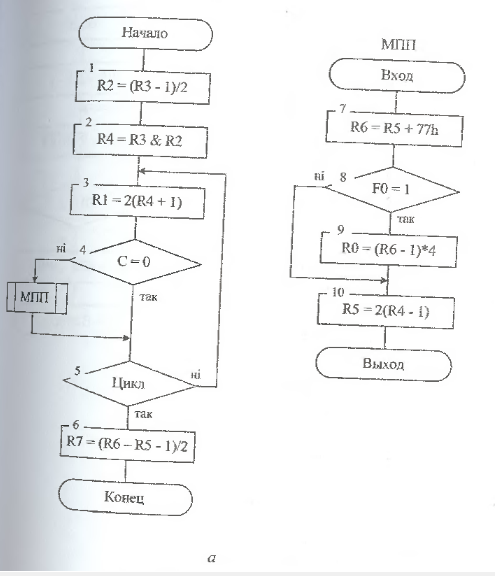 Начало
1
R2 = (R3 - 1)/2
2
R4 = R3 & R2
3
R1 = 2(R4 + 1)
4
ні
C = 0
так
МПП
5
Цикл
ні
так
6
R7 = (R6 – R5 - 1)/2
Конец
МПП
Вход
7
R6 = R5 + 77h
ні
8
F0 = 1
так
9
R0 = (R6 - 1)*4
10
R5 = 2(R4 - 1)
Выход
а